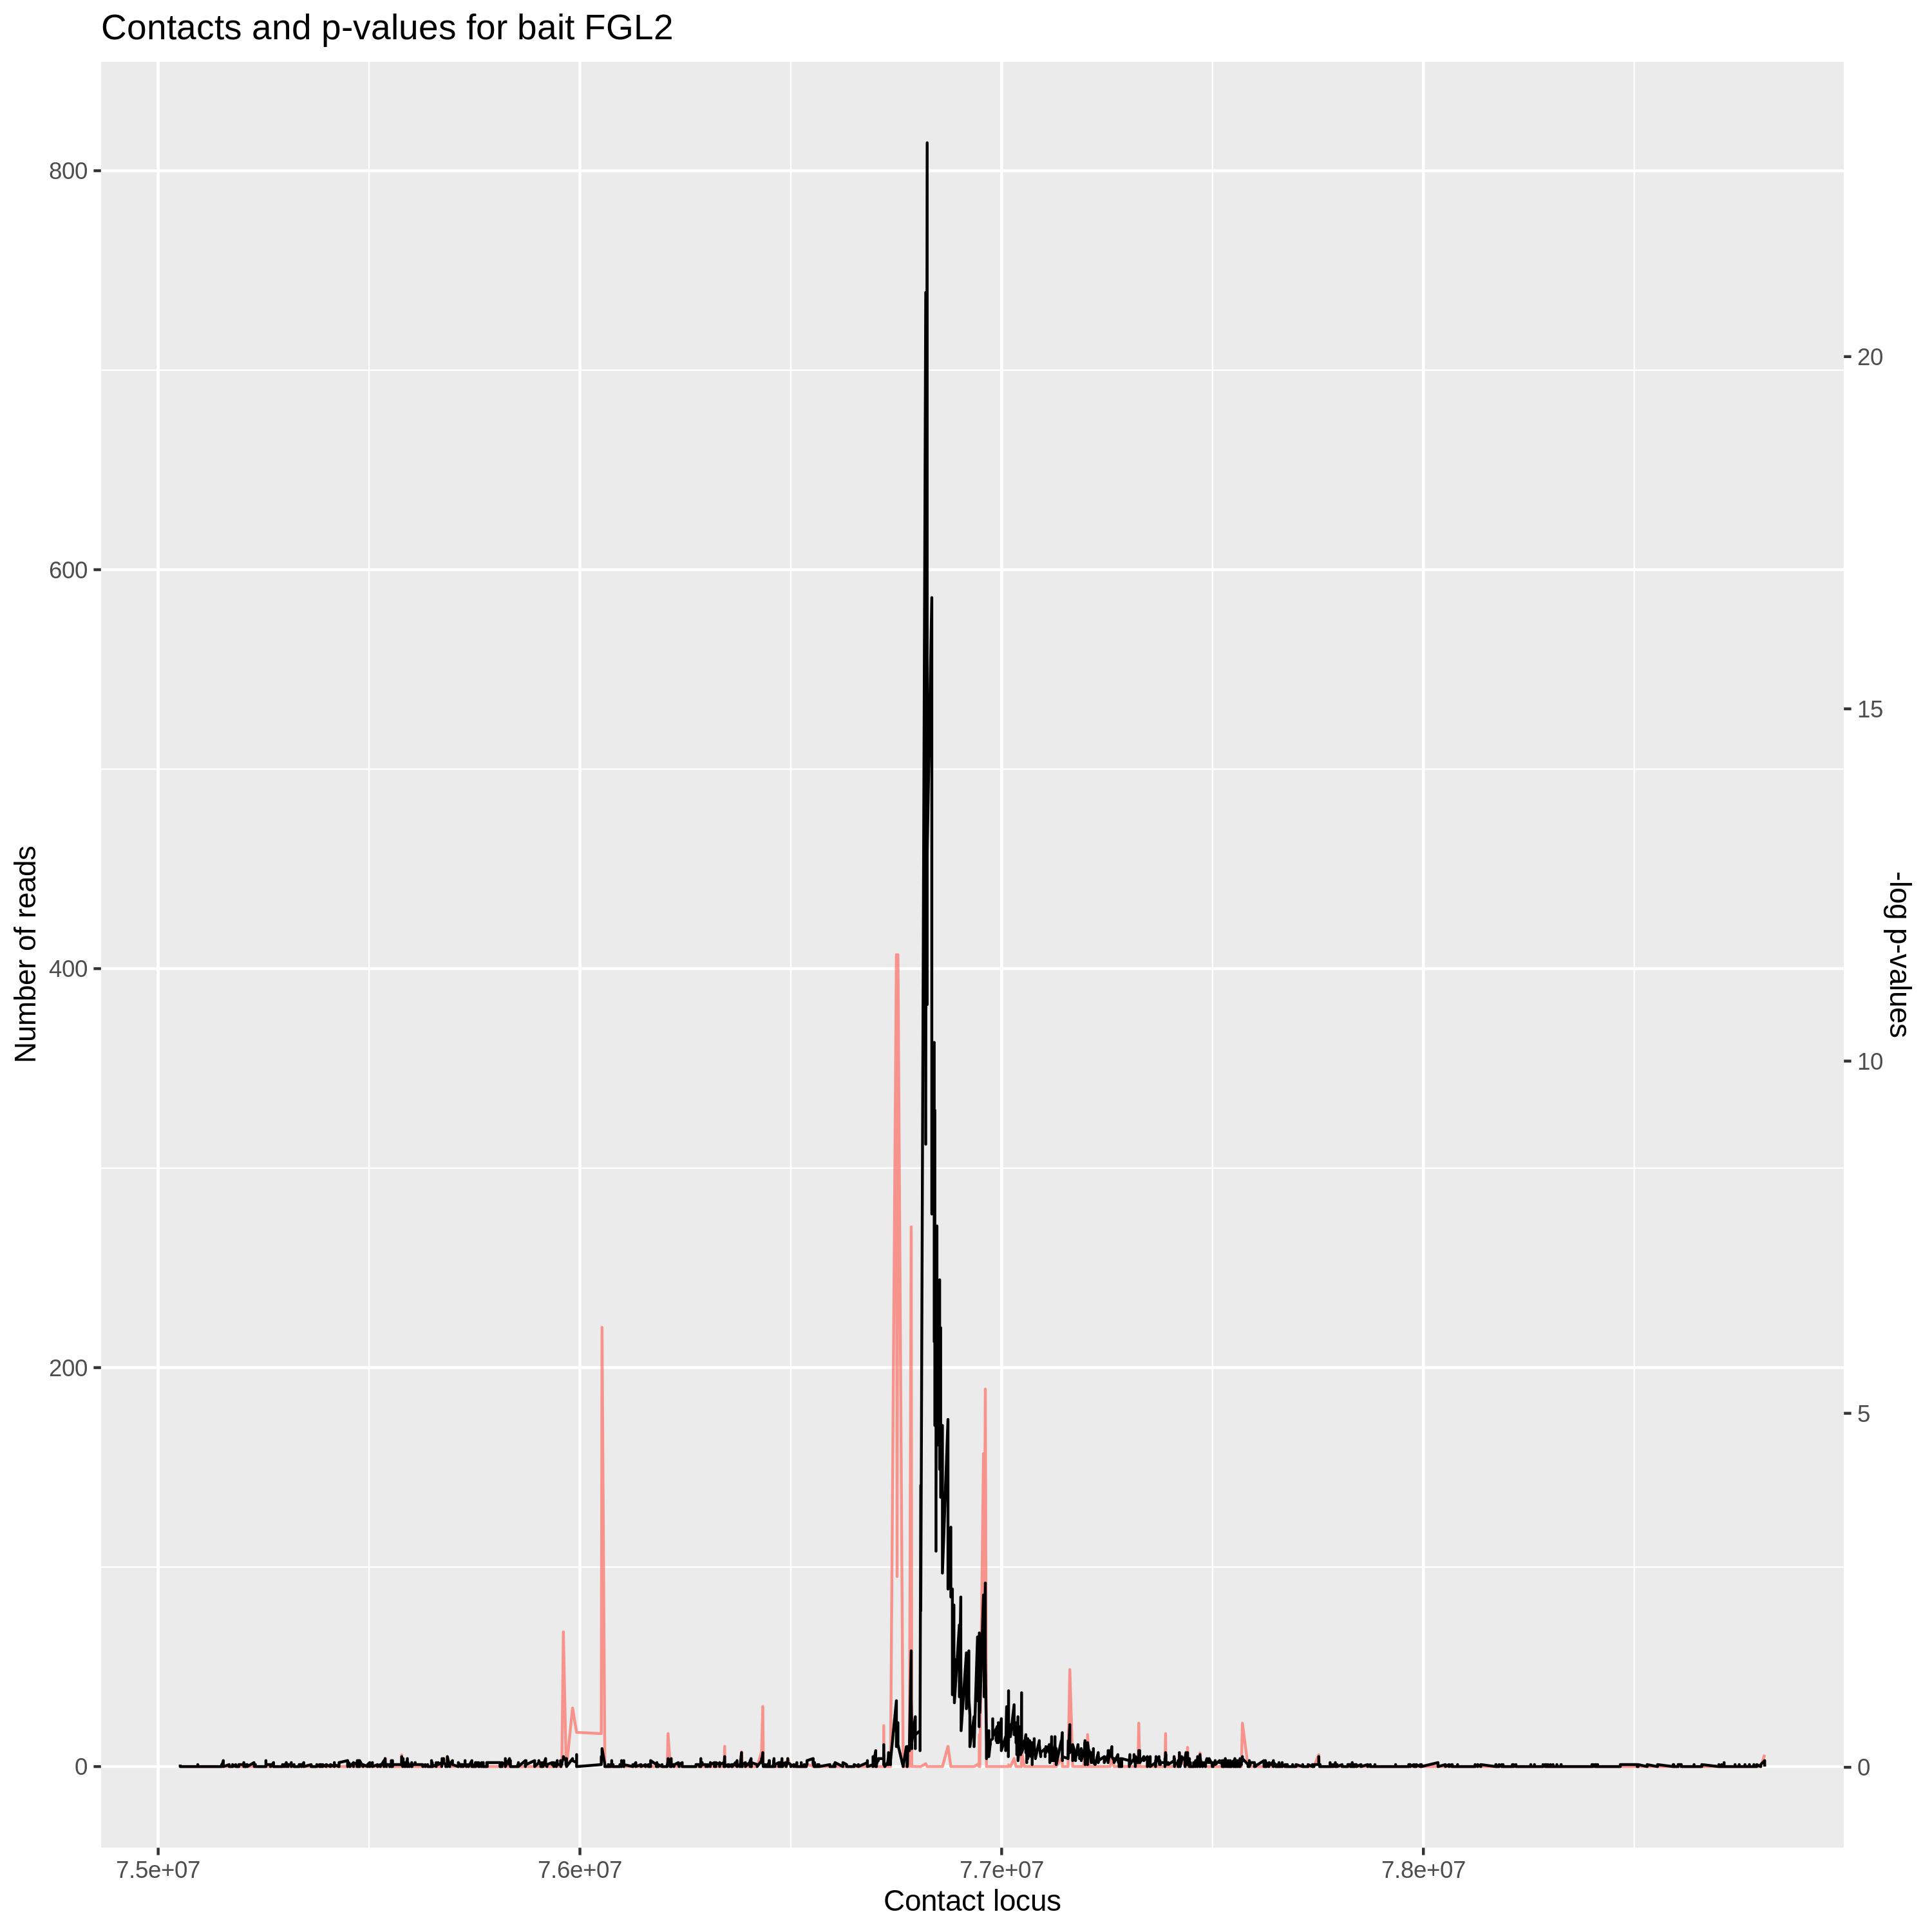 Contacts and p-values for bait FGL2
800
600
400
200
0
Number of reads
20
15
10
5
0
-log p-values
7.5e+07
7.6e+07
7.7e+07
7.8e+07
Contact locus